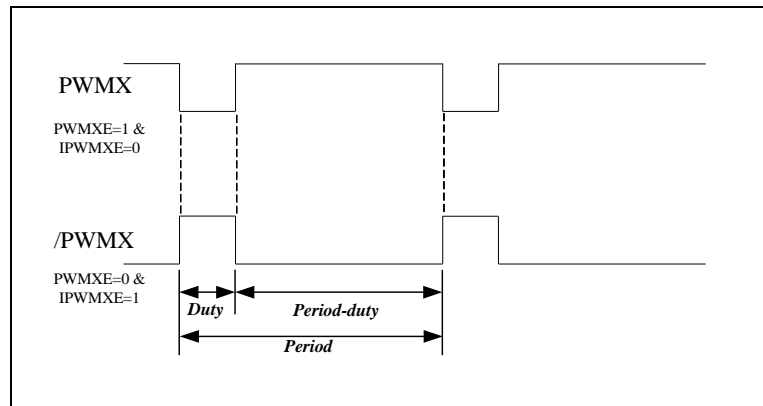 PWMX
PWMXE=1 &
IPWMXE=0
/PWMX
PWMXE=0 &
IPWMXE=1
Duty
Period-duty
Period